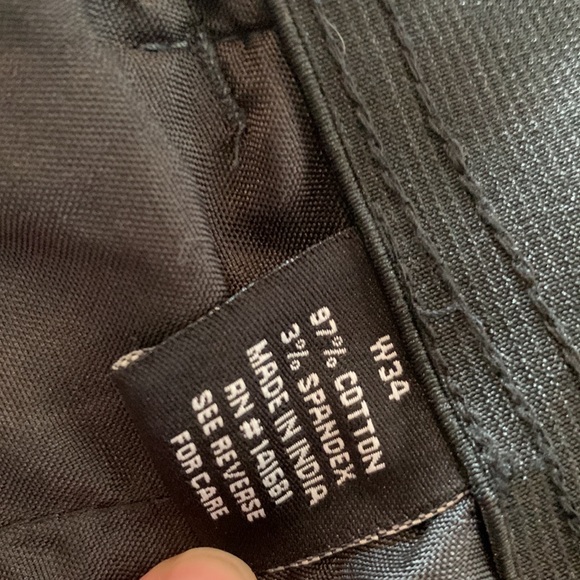 W34
97% COTTON
3% SPANDEX
MADE IN INDIA
RN # 141681
SEE REVERSE
FOR CARE